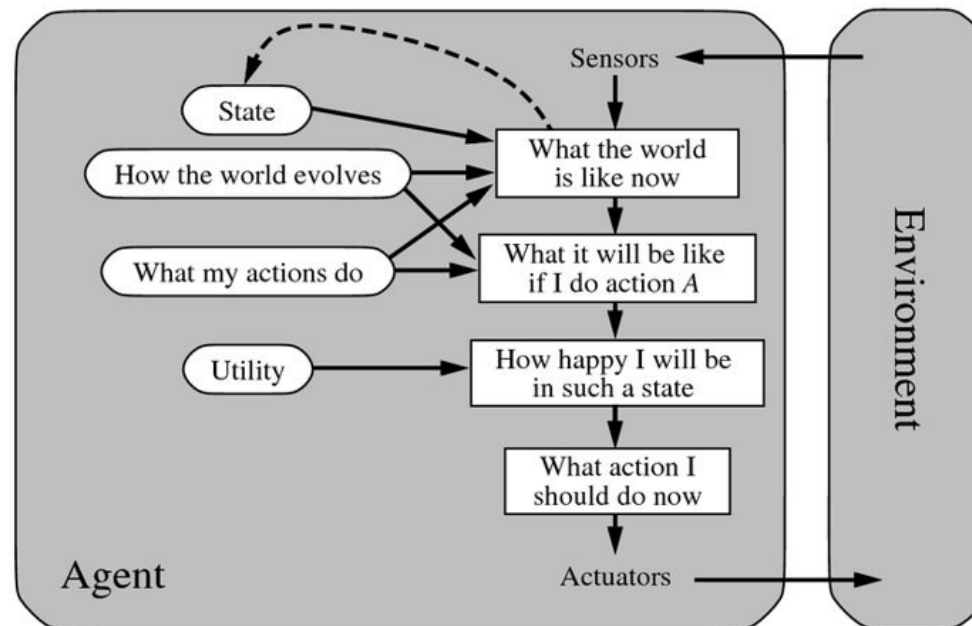 Sensors
State
What the world
is like now
How the world evolves
What it will be like
if I do action A
What my actions do
How happy I will be
in such a state
Utility
What action I
should do now
Actuators
Agent
Environment